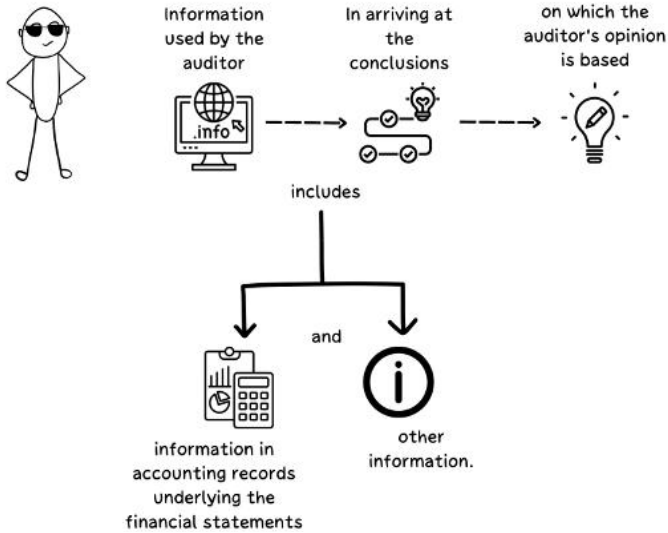 Information
used by the
auditor
In arriving at
the
conclusions
on which the
auditor's opinion
is based
.info
includes
and
information in
accounting records
underlying the
financial statements
other
information.